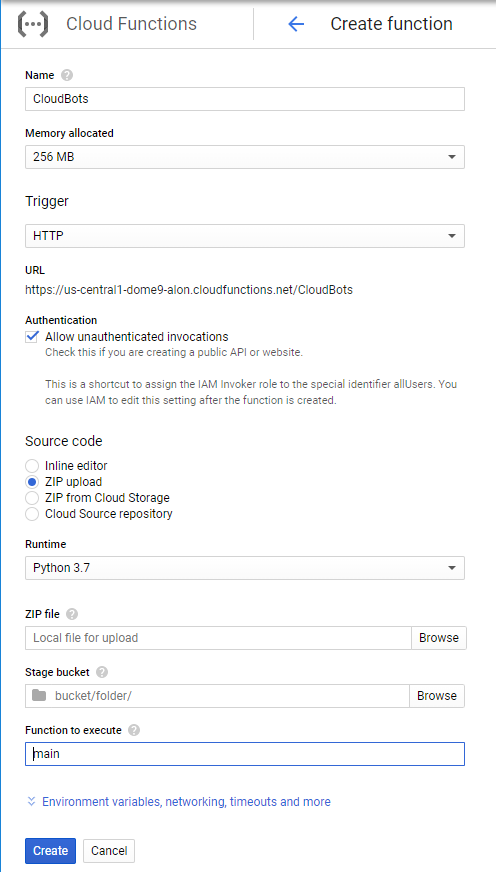 Cloud Functions
Create function
Name
CloudBots
Memory allocated
256 MB
Trigger
HTTP
URL
https://us-central1-dome9-alon.cloudfunctions.net/CloudBots
Authentication
Allow unauthenticated invocations
Check this if you are creating a public API or website.
This is a shortcut to assign the IAM Invoker role to the special identifier allUsers. You
can use IAM to edit this setting after the function is created.
Source code
Inline editor
ZIP upload
ZIP from Cloud Storage
Cloud Source repository
Runtime
Python 3.7
ZIP file
Local file for upload
Browse
Stage bucket
bucket/folder/
Browse
Function to execute
main
Environment variables, networking, timeouts and more
Create
Cancel